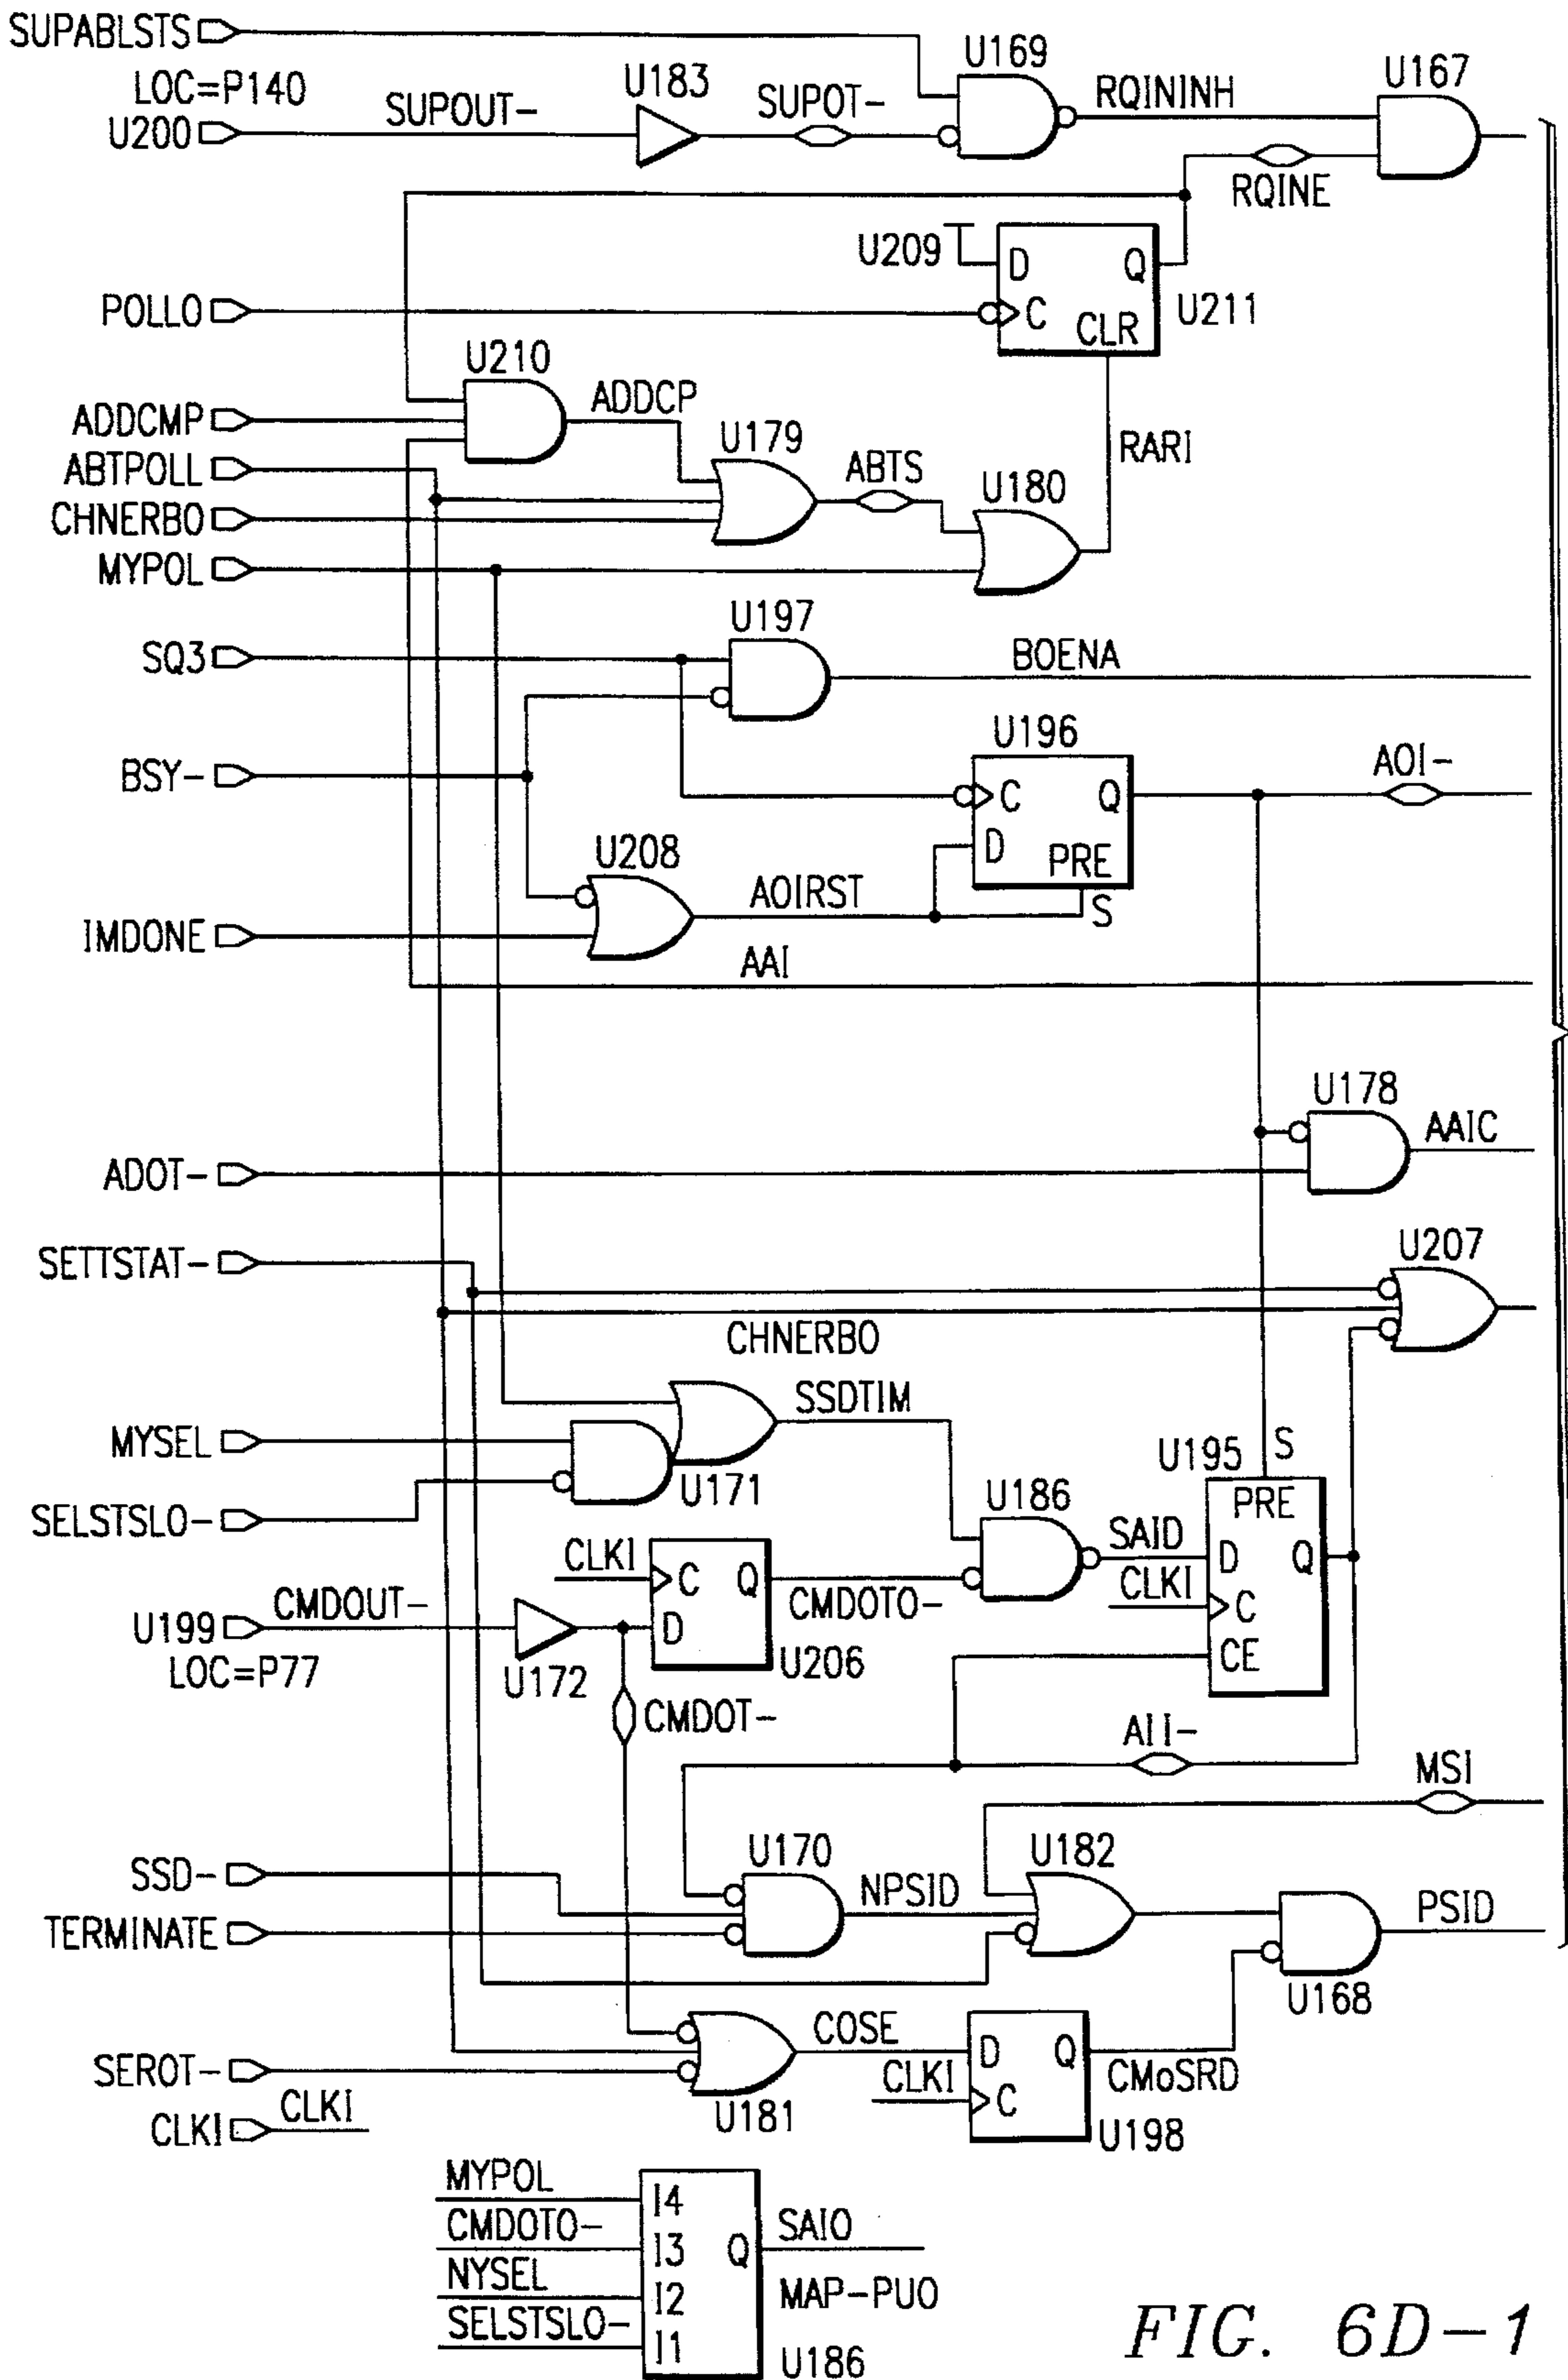 SUPABLSTS
U169
U167
LOC=P140
U183
SUPOT-
RQININH
U200
SUPOUT-
RQINE
U209
D
Q
POLLO
C
CLR
U211
U210
ADDCMP
ADDCP
U179
RARI
ABTPOLL
ABTS
U180
CHNERBO
MYPOL
U197
SQ3
BOENA
U196
AOI-
BSY-
C
Q
U208
D
PRE
AOIRST
S
IMDONE
AAI
U178
AAIC
ADOT-
SETTSTAT-
U207
CHNERBO
SSDTIM
MYSEL
U195
S
U171
U186
PRE
SELSTSLO-
CLKI
SAID
D
Q
C
Q
CLKI
C
CMDOUT-
CMDOTO-
U199
D
CE
LOC=P77
U172
U206
CMDOT-
AII-
MSI
U170
U182
SSD-
NPSID
PSID
TERMINATE
U168
COSE
D
Q
SEROT-
CLKI
C
CMoSRD
CLKI
CLKI
U181
U198
MYPOL
I4
CMDOTO-
I3
Q
SAIO
NYSEL
I2
MAP-PUO
SELSTSLO-
I1
U186
FIG. 6D-1